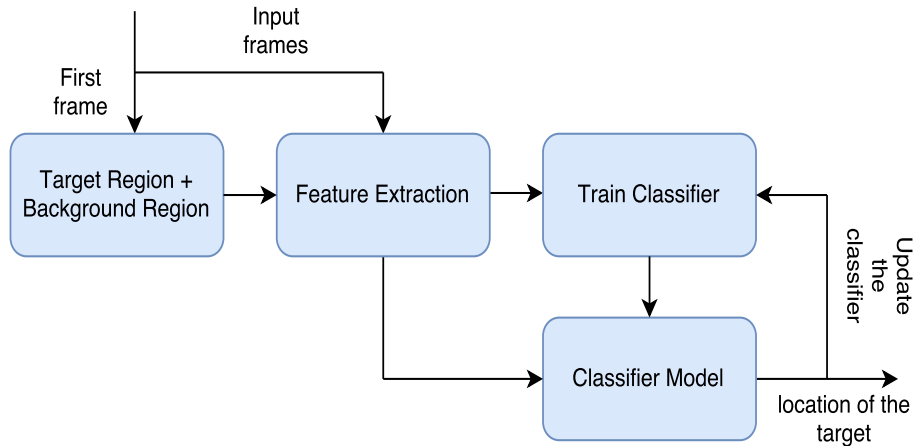 Input
frames
First
frame
Target Region +
Background Region
Feature Extraction
Train Classifier
Update
the
classifier
Classifier Model
location of the
target